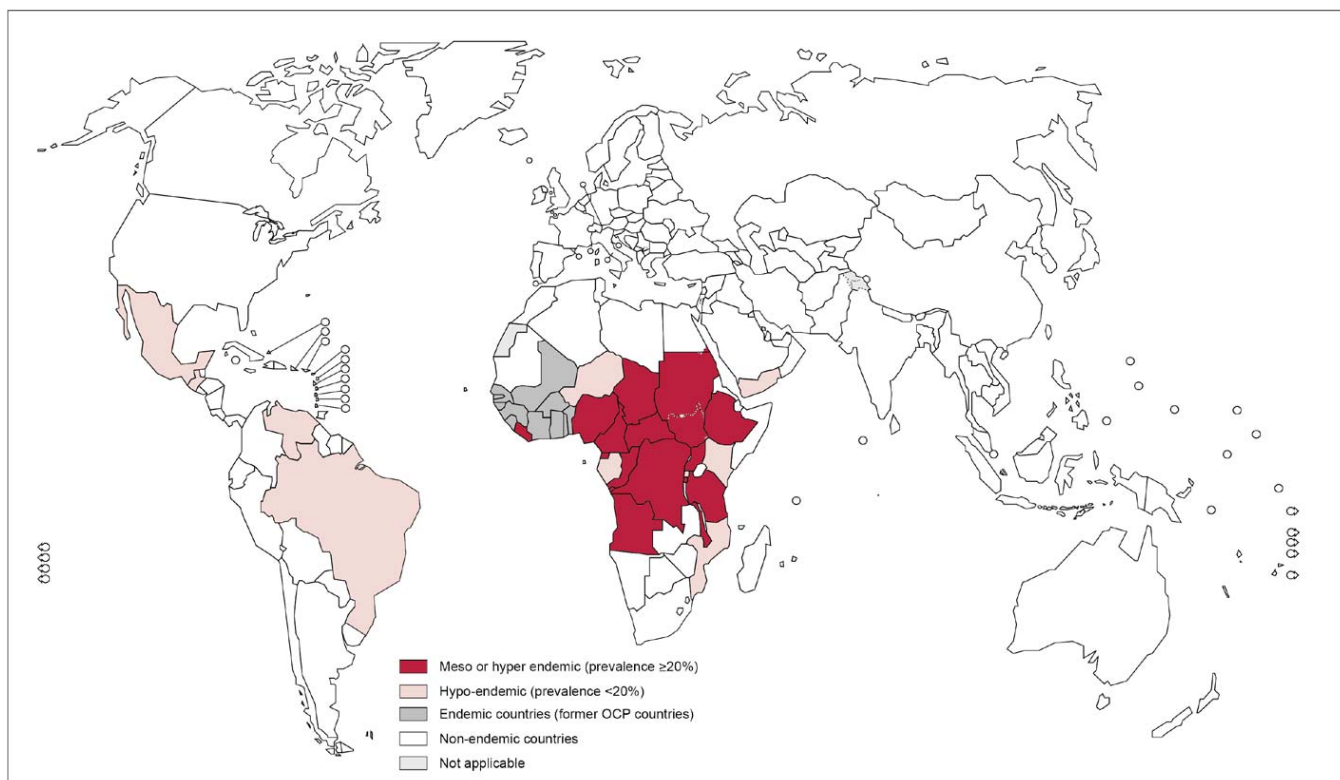 Meso or hyper endemic (prevalence ≥20%)
Hypo-endemic (prevalence <20%)
Endemic countries (former OCP countries)
Non-endemic countries
Not applicable